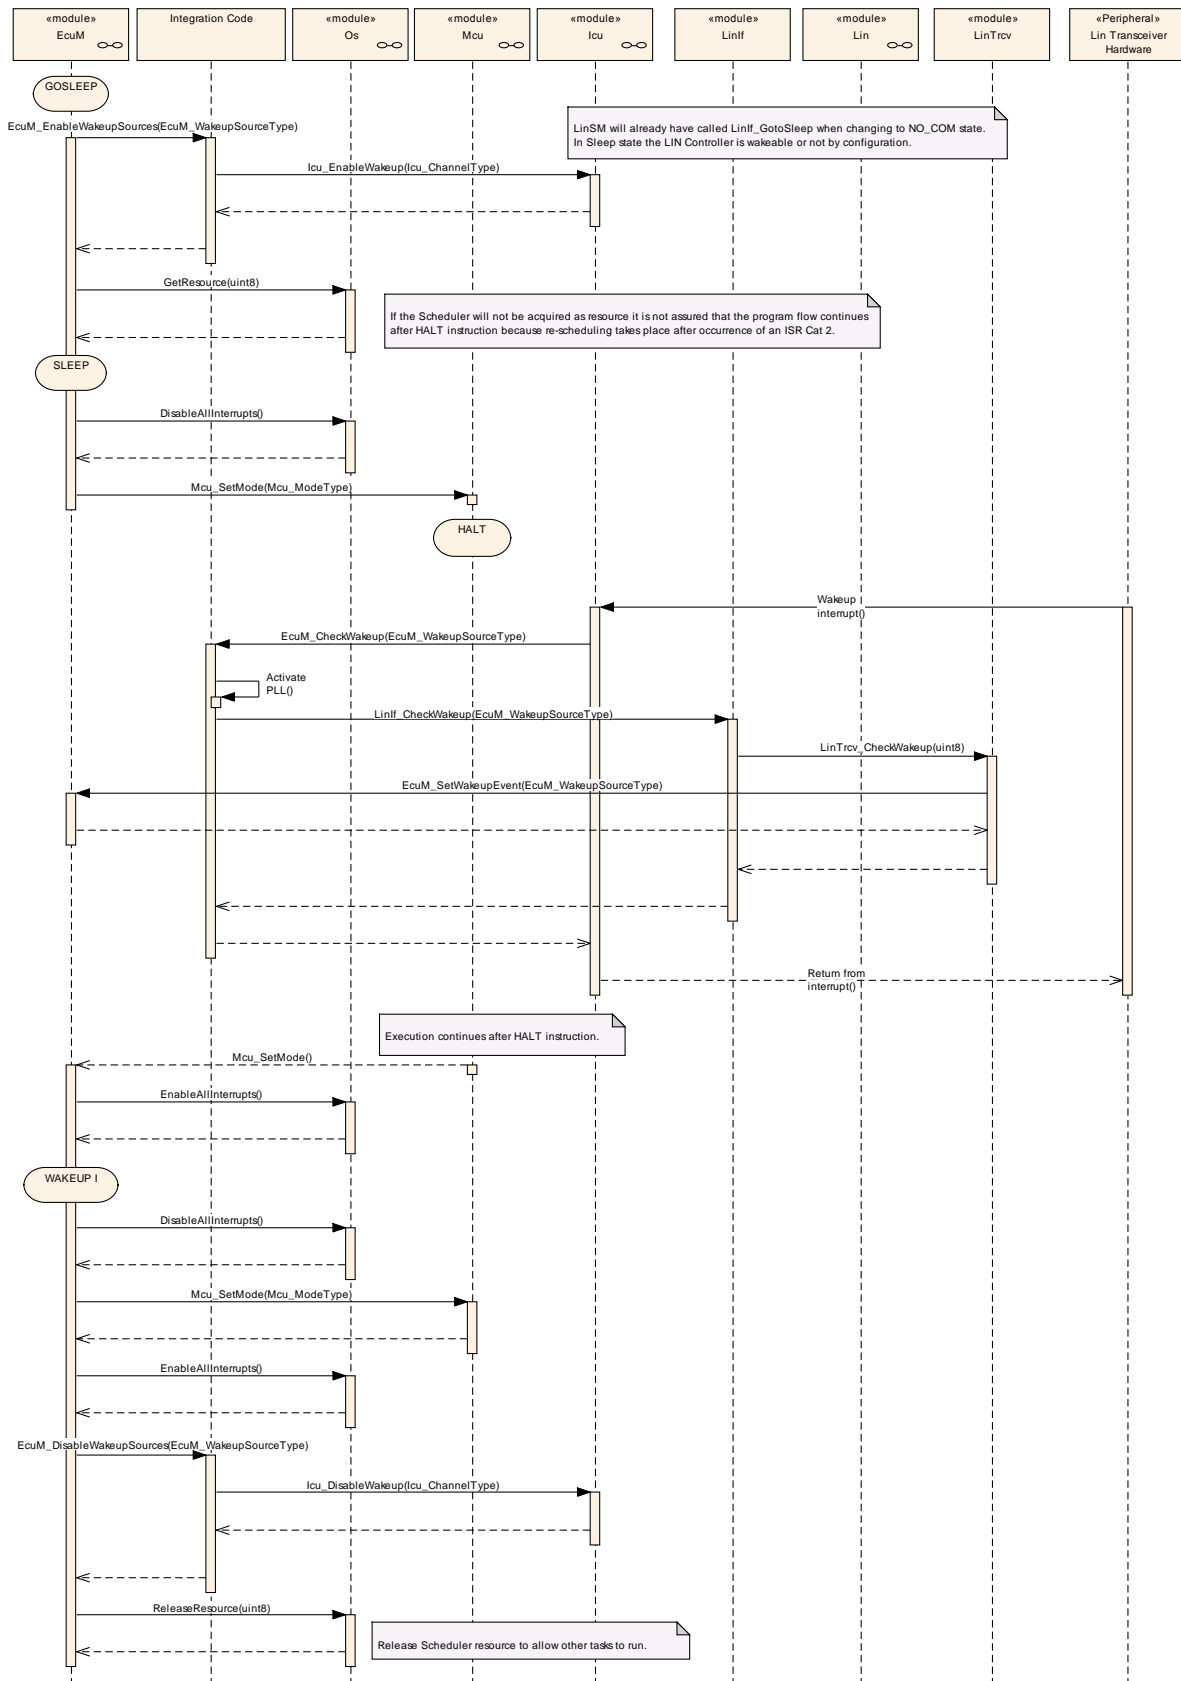 «module»
EcuM
Integration Code
«module»
Os
«module»
Mcu
«module»
Icu
«module»
LinIf
«module»
Lin
«module»
LinTrcv
«Peripheral»
Lin Transceiver
Hardware
GOSLEEP
EcuM_EnableWakeupSources(EcuM_WakeupSourceType)
LinSM will already have called LinIf_GotoSleep when changing to NO_COM state.
In Sleep state the LIN Controller is wakeable or not by configuration.
Icu_EnableWakeup(Icu_ChannelType)
GetResource(uint8)
If the Scheduler will not be acquired as resource it is not assured that the program flow continues
after HALT instruction because re-scheduling takes place after occurrence of an ISR Cat 2.
SLEEP
DisableAllInterrupts()
Mcu_SetMode(Mcu_ModeType)
HALT
Wakeup
interrupt()
EcuM_CheckWakeup(EcuM_WakeupSourceType)
Activate
PLL()
LinIf_CheckWakeup(EcuM_WakeupSourceType)
LinTrcv_CheckWakeup(uint8)
EcuM_SetWakeupEvent(EcuM_WakeupSourceType)
Return from
interrupt()
Execution continues after HALT instruction.
Mcu_SetMode()
EnableAllInterrupts()
WAKEUP I
DisableAllInterrupts()
Mcu_SetMode(Mcu_ModeType)
EnableAllInterrupts()
EcuM_DisableWakeupSources(EcuM_WakeupSourceType)
Icu_DisableWakeup(Icu_ChannelType)
ReleaseResource(uint8)
Release Scheduler resource to allow other tasks to run.